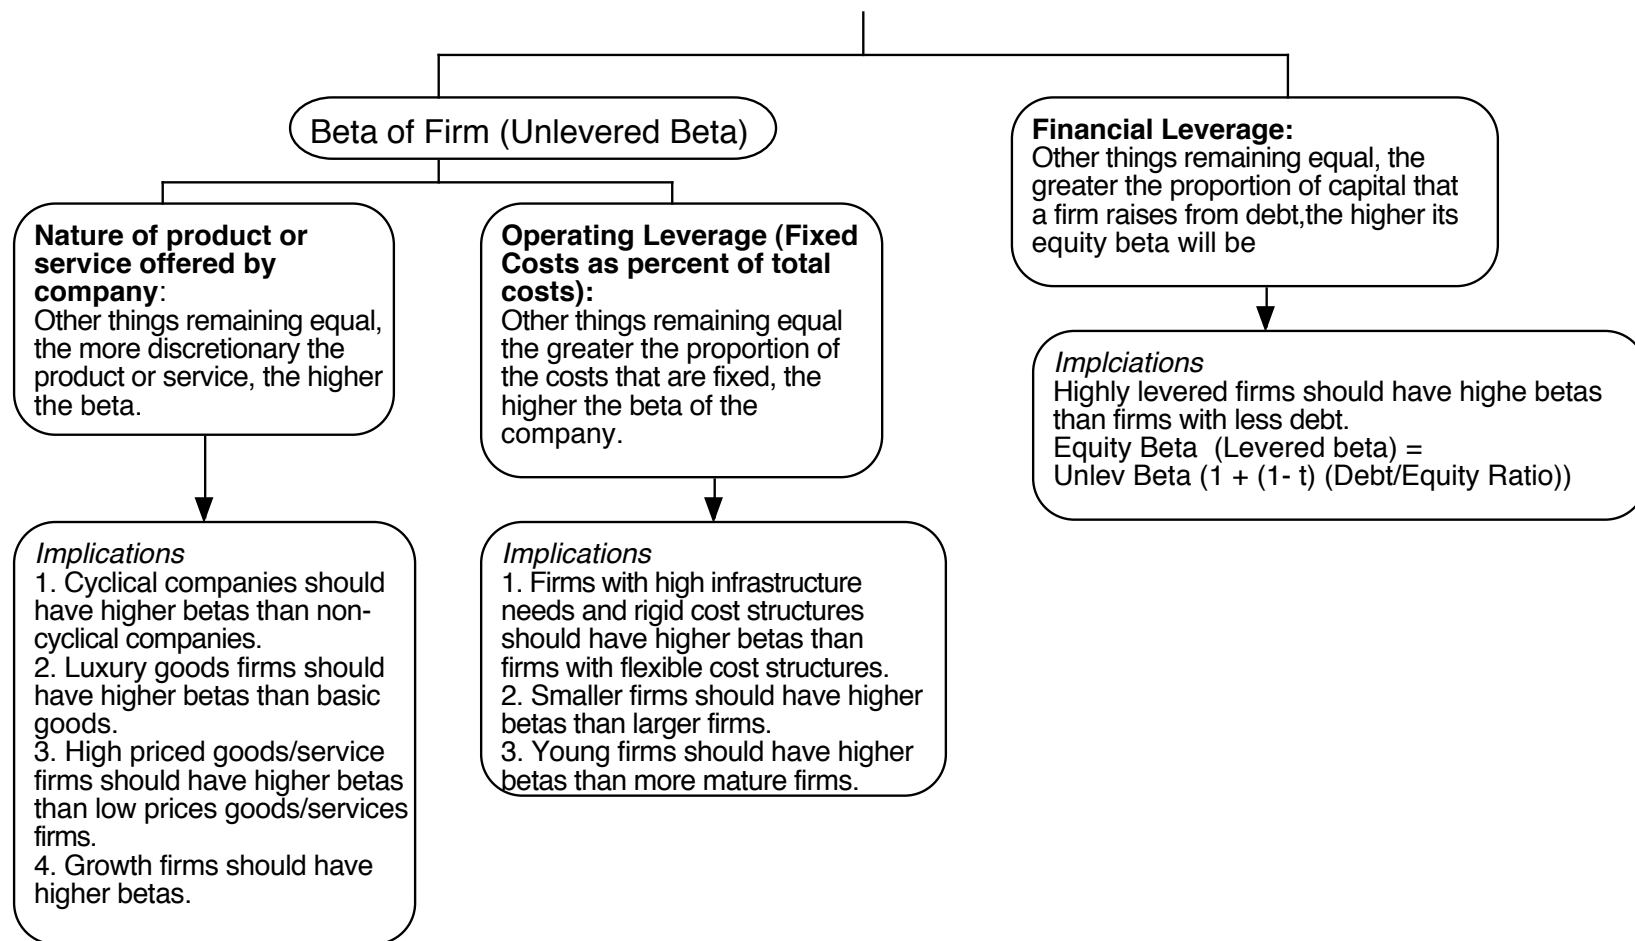 Beta of Firm (Unlevered Beta)
Nature of product or
service offered by
company:
Other things remaining equal,
the more discretionary the
product or service, the higher
the beta.
Operating Leverage (Fixed
Costs as percent of total
costs):
Other things remaining equal
the greater the proportion of
the costs that are fixed, the
higher the beta of the
company.
Financial Leverage:
Other things remaining equal, the
greater the proportion of capital that
a firm raises from debt,the higher its
equity beta will be
Implications
1. Cyclical companies should
have higher betas than non-
cyclical companies.
2. Luxury goods firms should
have higher betas than basic
goods.
3. High priced goods/service
firms should have higher betas
than low prices goods/services
firms.
4. Growth firms should have
higher betas.
Implications
1. Firms with high infrastructure
needs and rigid cost structures
should have higher betas than
firms with flexible cost structures.
2. Smaller firms should have higher
betas than larger firms.
3. Young firms should have higher
betas than more mature firms.
Implciations
Highly levered firms should have highe betas
than firms with less debt.
Equity Beta  (Levered beta) =
Unlev Beta (1 + (1- t) (Debt/Equity Ratio))